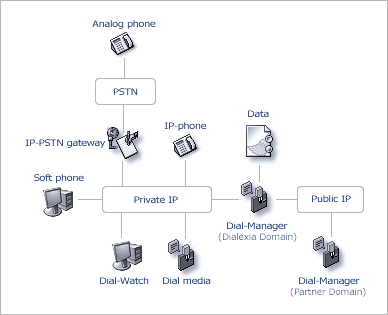 Analog phone
PSTN
IP-PSTN gateway
IP-phone
Data
Soft phone
Private IP
Dial-Manager
(Dialexia Domain)
Public IP
Dial-Watch
Dial media
Dial-Manager
(Partner Domain)